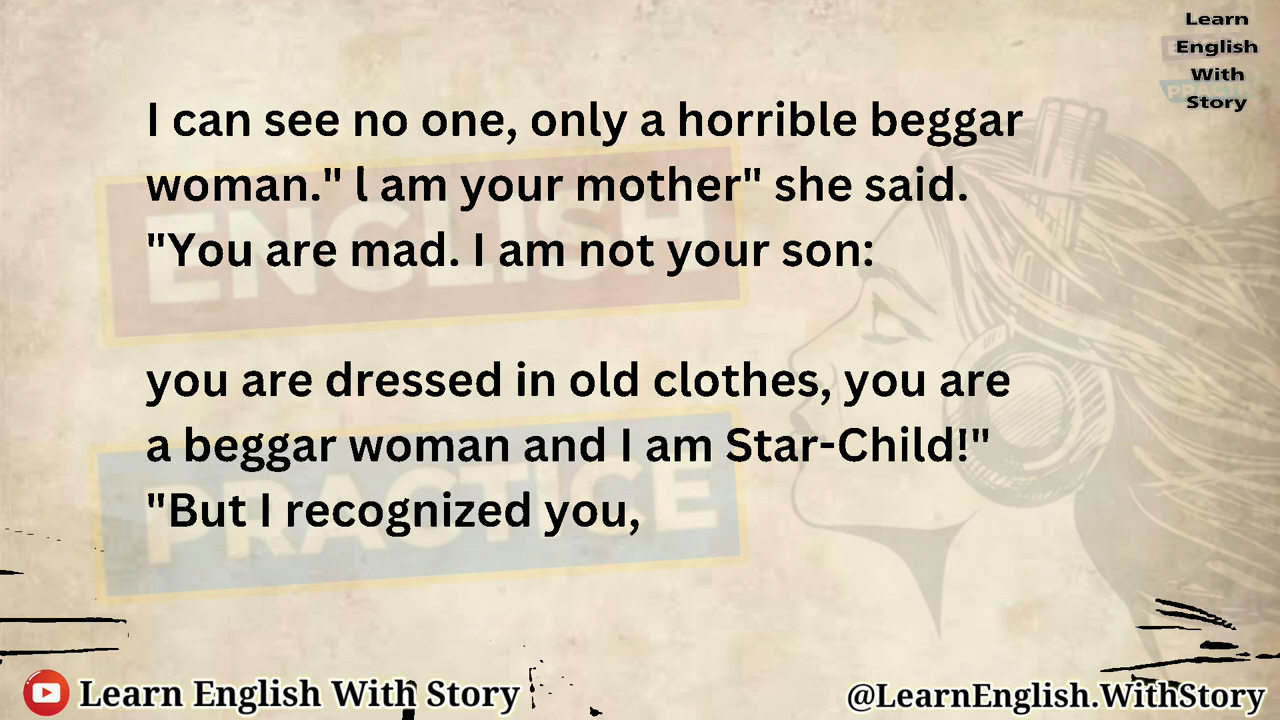 Learn
English
With
Story
I can see no one, only a horrible beggar
woman." l am your mother" she said.
"You are mad. I am not your son:
you are dressed in old clothes, you are
a beggar woman and I am Star-Child!"
"But I recognized you,
ENGLISH
PRACTICE
Learn English With Story
@LearnEnglish.WithStory